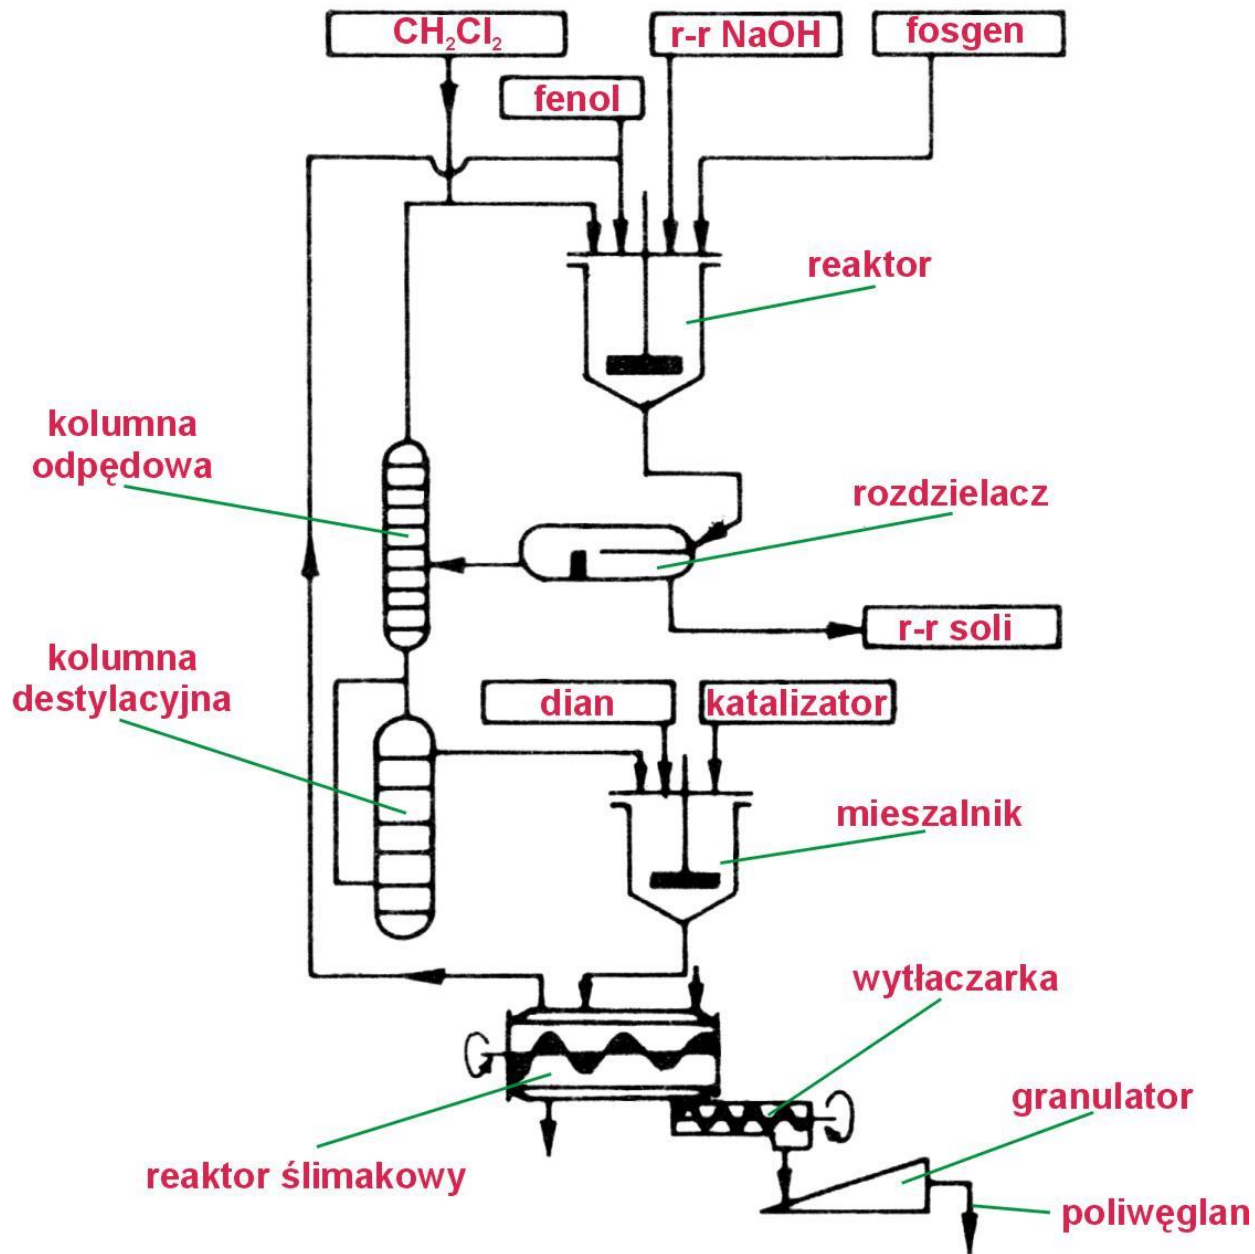 CH₂Cl₂
r-r NaOH
fosgen
fenol
reaktor
kolumna
odpędowa
rozdzielacz
r-r soli
kolumna
destylacyjna
dian
katalizator
mieszalnik
wytłaczarka
granulator
reaktor ślimakowy
poliwęglan